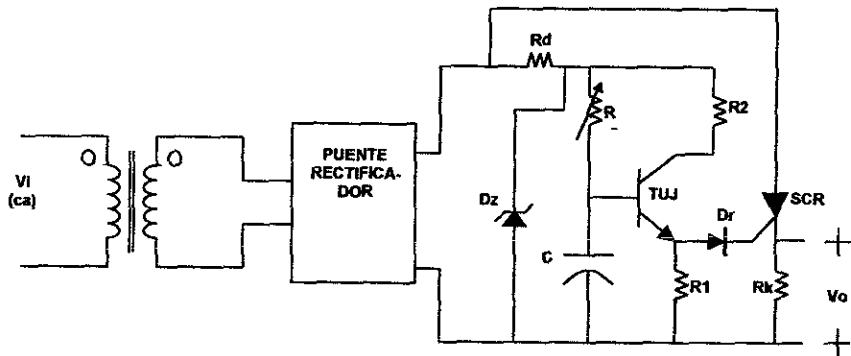 Rd
R
R2
VI
(ca)
PUENTE
RECTIFICA-
DOR
Dz
TUJ
Dr
SCR
C
R1
Rk
Vo